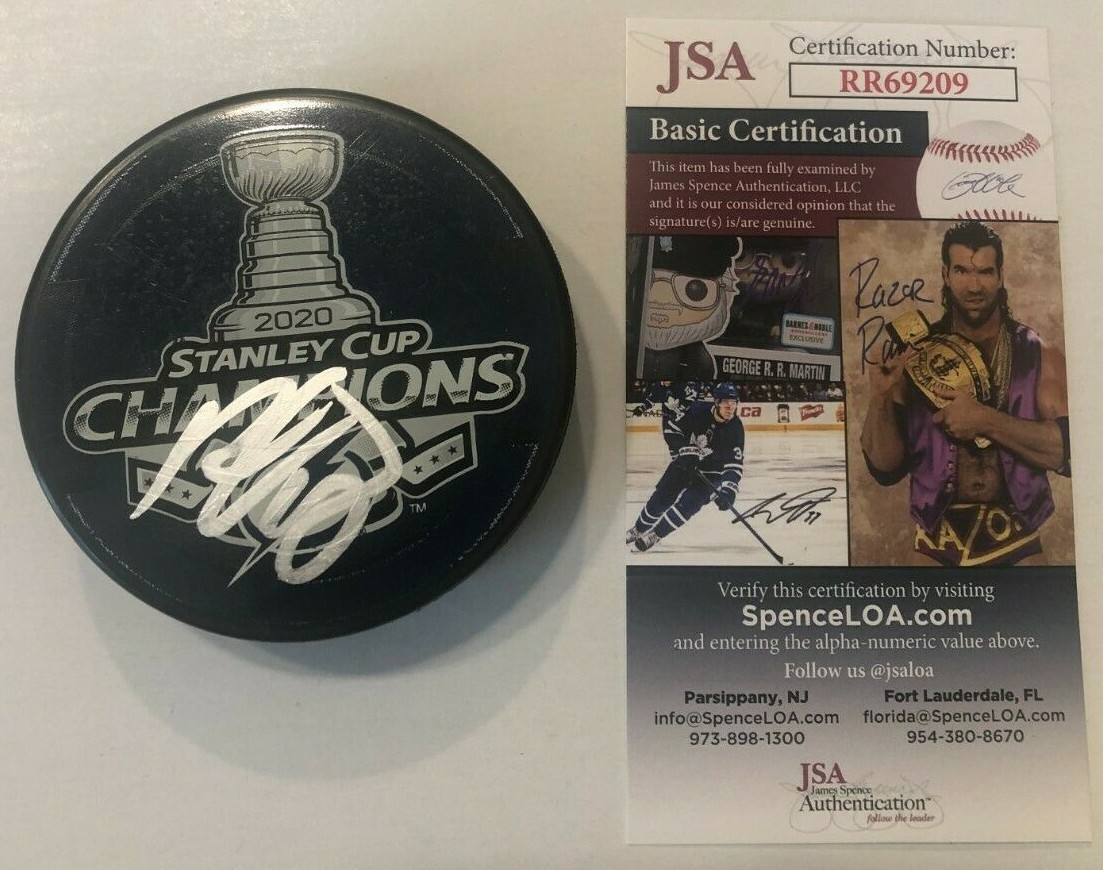 2020
STANLEY CUP
CHAMPIONS
TM
JSA
Certification Number:
RR69209
Basic Certification
This item has been fully examined by
James Spence Authentication, LLC
and it is our considered opinion that the
signature(s) is/are genuine.
BARNES & NOBLE
EXCLUSIVE
GEORGE R. R. MARTIN
Razor
Verify this certification by visiting
SpenceLOA.com
and entering the alpha-numeric value above.
Follow us @jsaloa
Parsippany, NJ
info@SpenceLOA.com
973-898-1300
Fort Lauderdale, FL
florida@SpenceLOA.com
954-380-8670
JSA
James Spence
Authentication
follow the leader